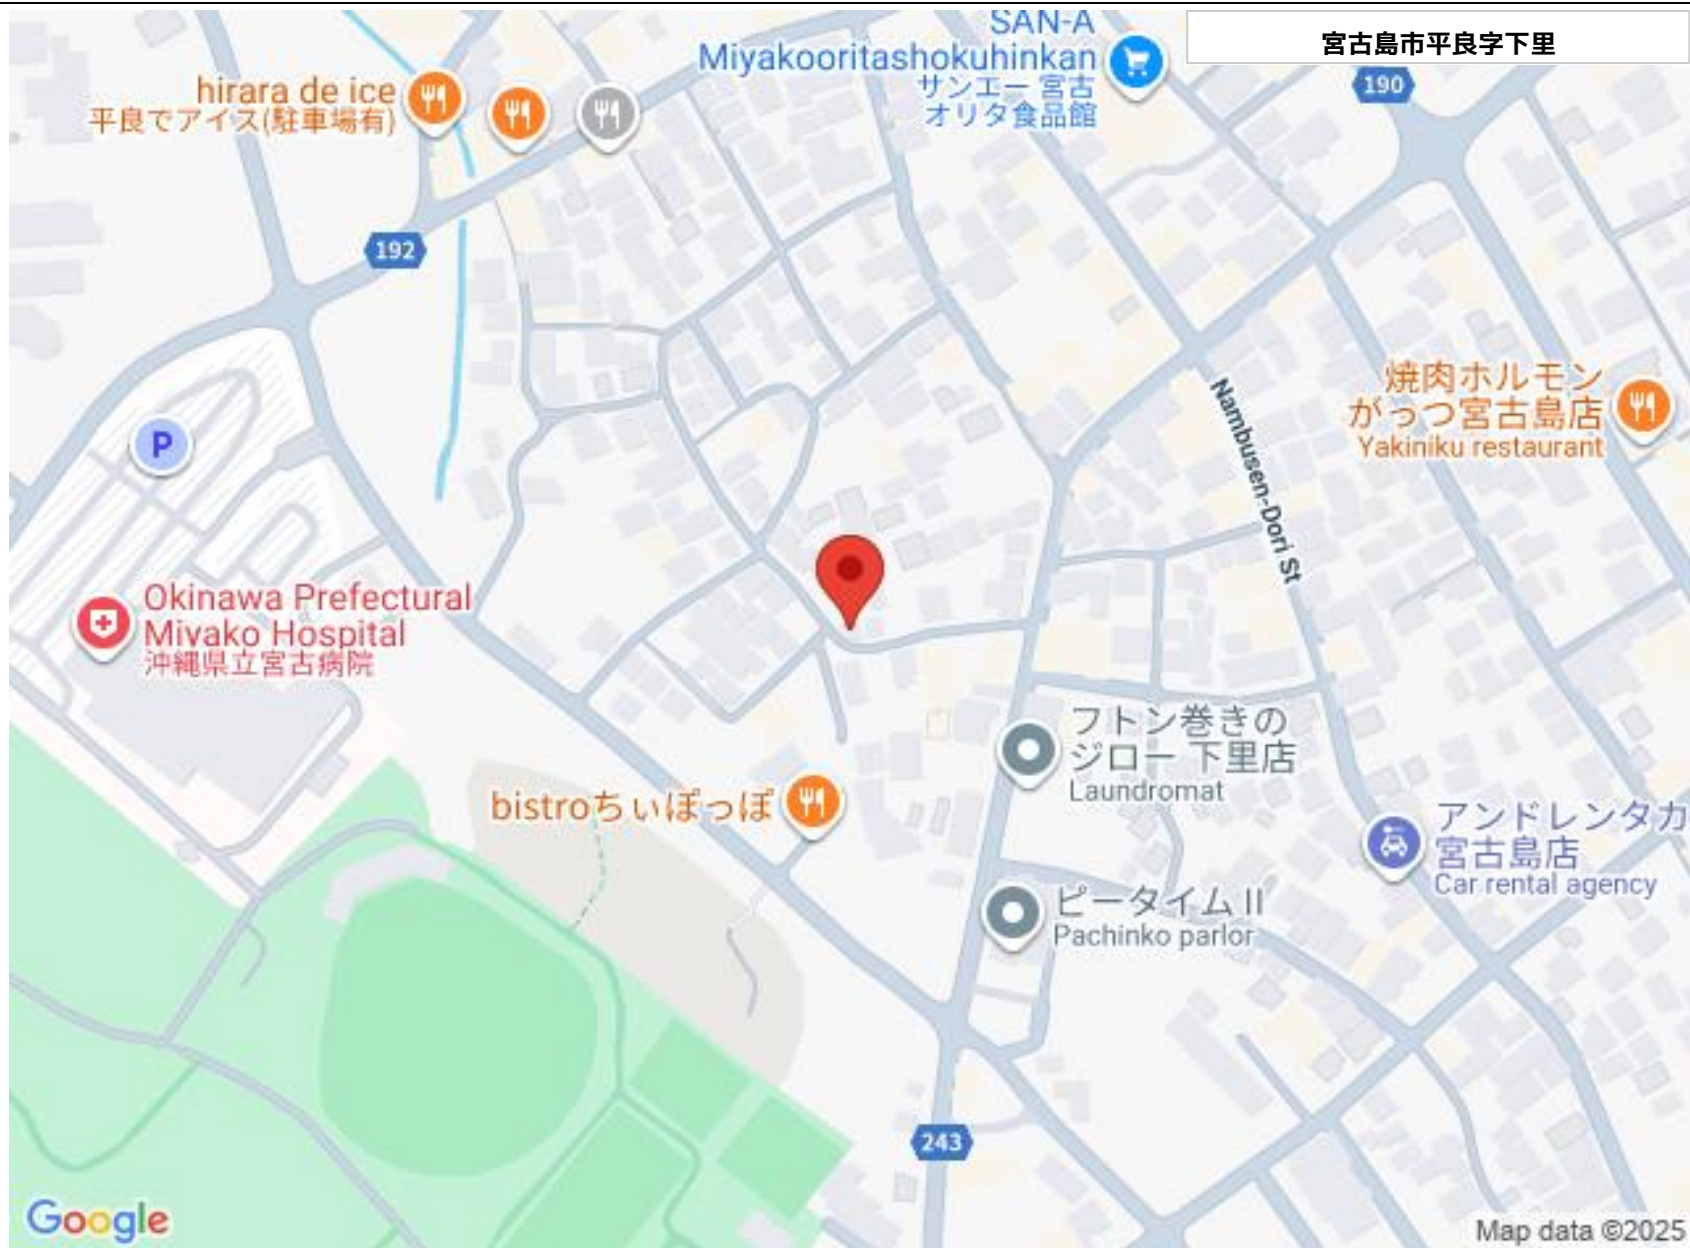 SAN-A
Miyakooritashokuhinkan
サンエー 宮古
オリタ食品館
宮古島市平良字下里
190
hirara de ice
平良でアイス(駐車場有)
192
焼肉ホルモン
がっつ宮古島店
Yakiniku restaurant
Nambusen-Dori St
P
Okinawa Prefectural
Miyako Hospital
沖縄県立宮古病院
フトン巻きの
ジロー 下里店
Laundromat
bistroちぃぽっぽ
アンドレンタカ
宮古島店
Car rental agency
ピータイム II
Pachinko parlor
243
Google
Map data ©2025